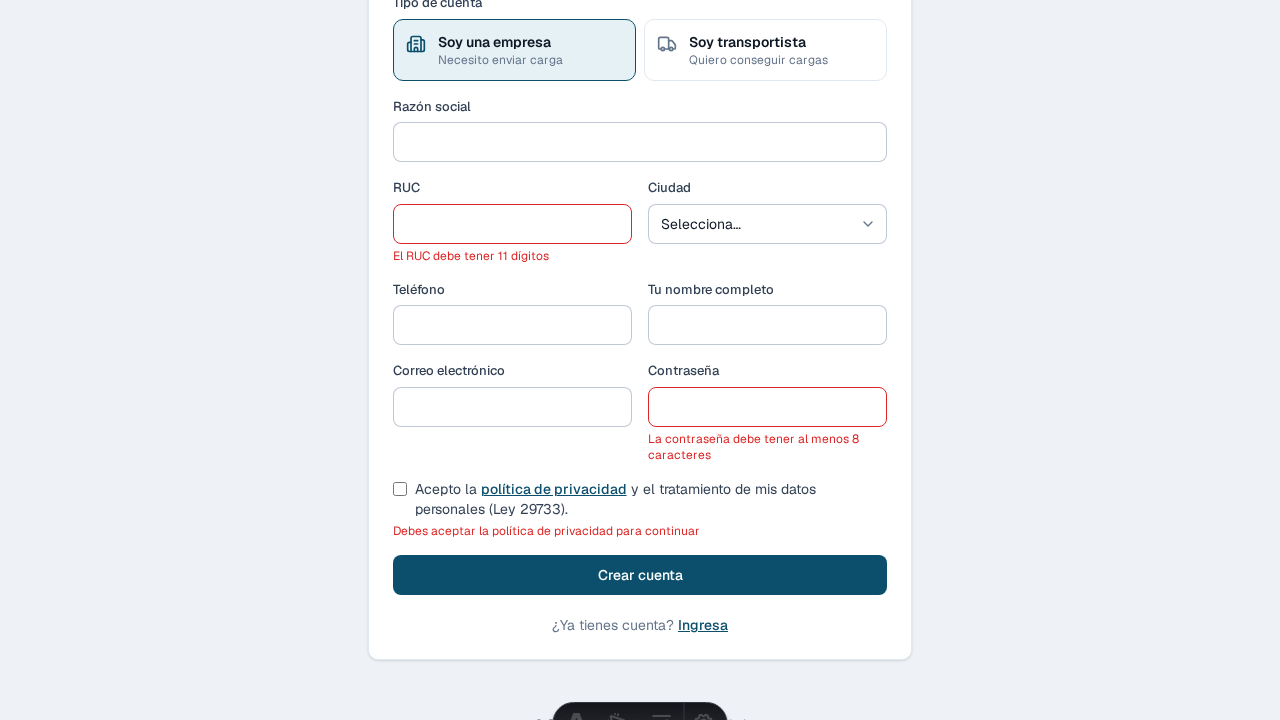 Tipo de cuenta
Soy una empresa
Necesito enviar carga
Soy transportista
Quiero conseguir cargas
Razón social
RUC
Ciudad
Selecciona...
El RUC debe tener 11 dígitos
Teléfono
Tu nombre completo
Correo electrónico
Contraseña
La contraseña debe tener al menos 8
caracteres
Acepto la política de privacidad y el tratamiento de mis datos
personales (Ley 29733).
Debes aceptar la política de privacidad para continuar
Crear cuenta
¿Ya tienes cuenta? Ingresa